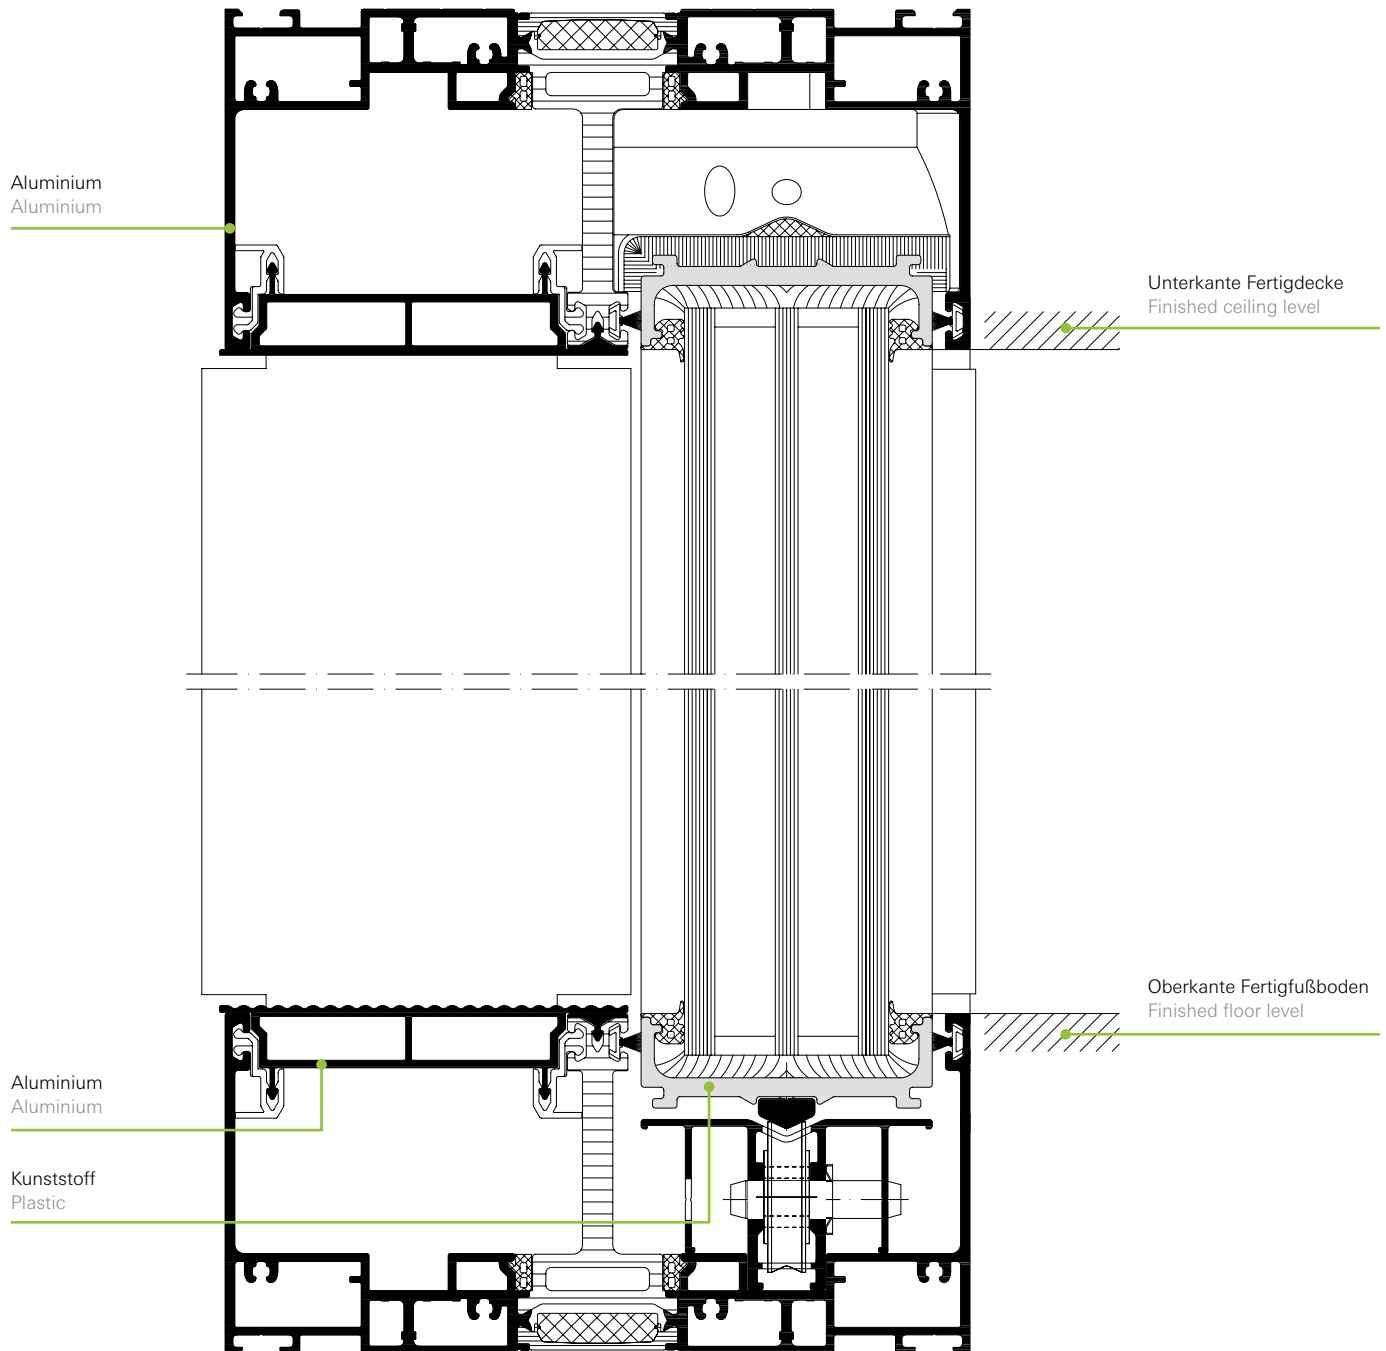 Aluminium
Aluminium
Unterkante Fertigdecke
Finished ceiling level
Oberkante Fertigfußboden
Finished floor level
Aluminium
Aluminium
Kunststoff
Plastic